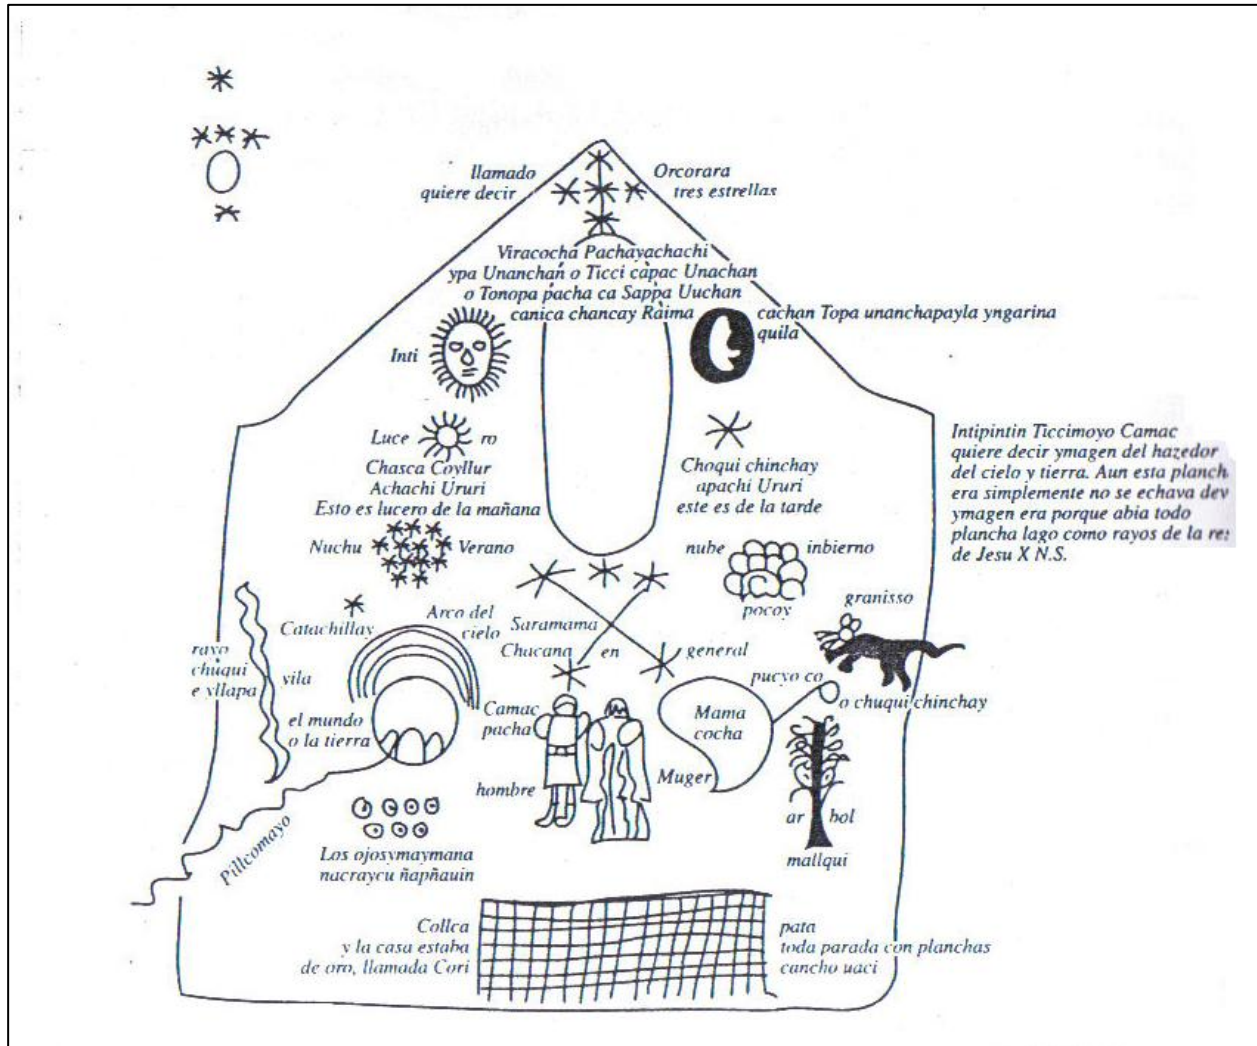 llamado
quiere decir
Orcorara
tres estrellas
Viracocha Pachayachachi
ypa Unanchan o Ticci càpac Unachan
o Tonopa pacha ca Sappa Uuchan
canica chancay Ràima
cachan Topa unanchapayla yngarina
quila
Inti
Luce ro
Chasca Coyllur
Achachi Ururi
Esto es lucero de la mañana
Choqui chinchay
apachi Ururi
este es de la tarde
Intipintin Ticcimoyo Camac
quiere decir ymagen del hazedor
del cielo y tierra. Aun esta planch
era simplemente no se echava dev
ymagen era porque abia todo
plancha lago como rayos de la re
de Jesu X N.S.
Nuchu Verano
nube inbierno
pocoy
granisso
Catachillay
Arco del
cielo
Saramama
Chacana en general
rayo
chuqui
e yllapa
vila
pucyo co
o chuqui chinchay
el mundo
o la tierra
Camac
pacha
Mama
cocha
hombre
Muger
ar bol
mallqui
Pillcomayo
Los ojosymaymana
nacraycu ñapñauin
Collca
y la casa estaba
de oro, llamada Cori
pata
toda parada con planchas
cancho uaci